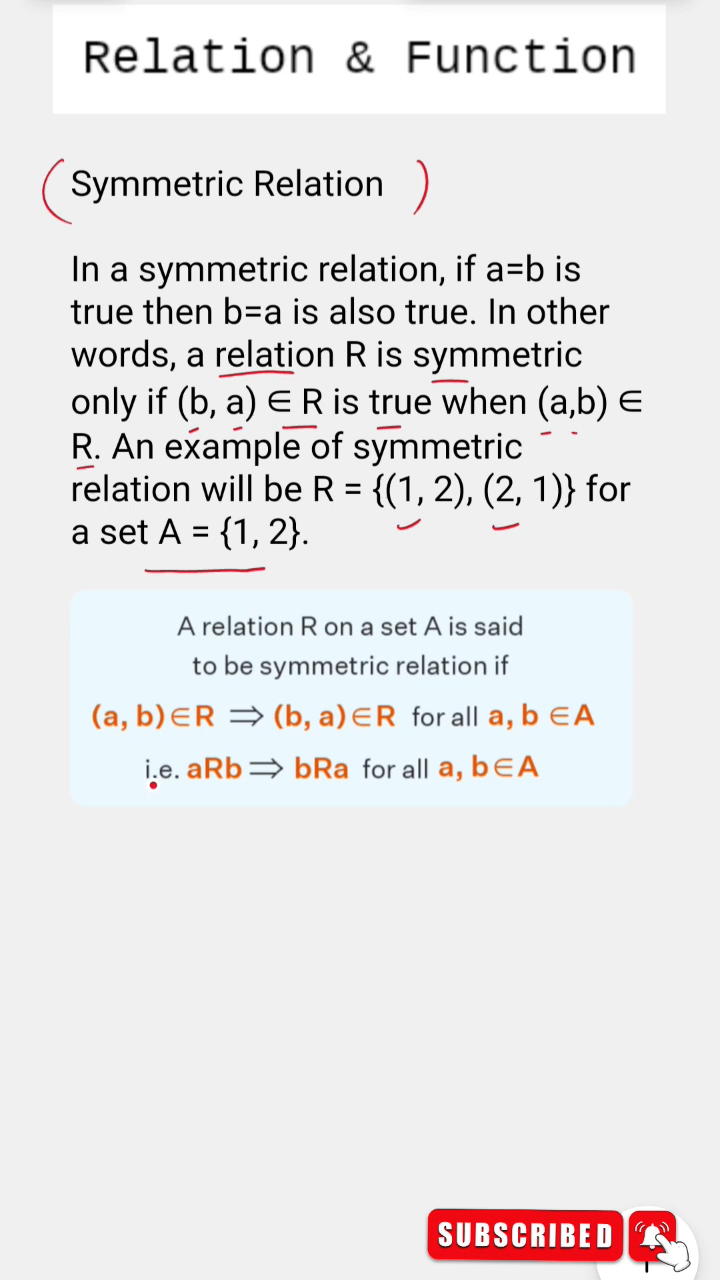 Relation & Function
Symmetric Relation
In a symmetric relation, if a=b is
true then b=a is also true. In other
words, a relation R is symmetric
only if (b, a) ∈ R is true when (a,b) ∈
R. An example of symmetric
relation will be R = {(1, 2), (2, 1)} for
a set A = {1, 2}.
A relation R on a set A is said
to be symmetric relation if
(a, b)∈R ⟹ (b, a)∈R for all a, b ∈A
i.e. aRb⟹ bRa for all a, b∈A
SUBSCRIBED